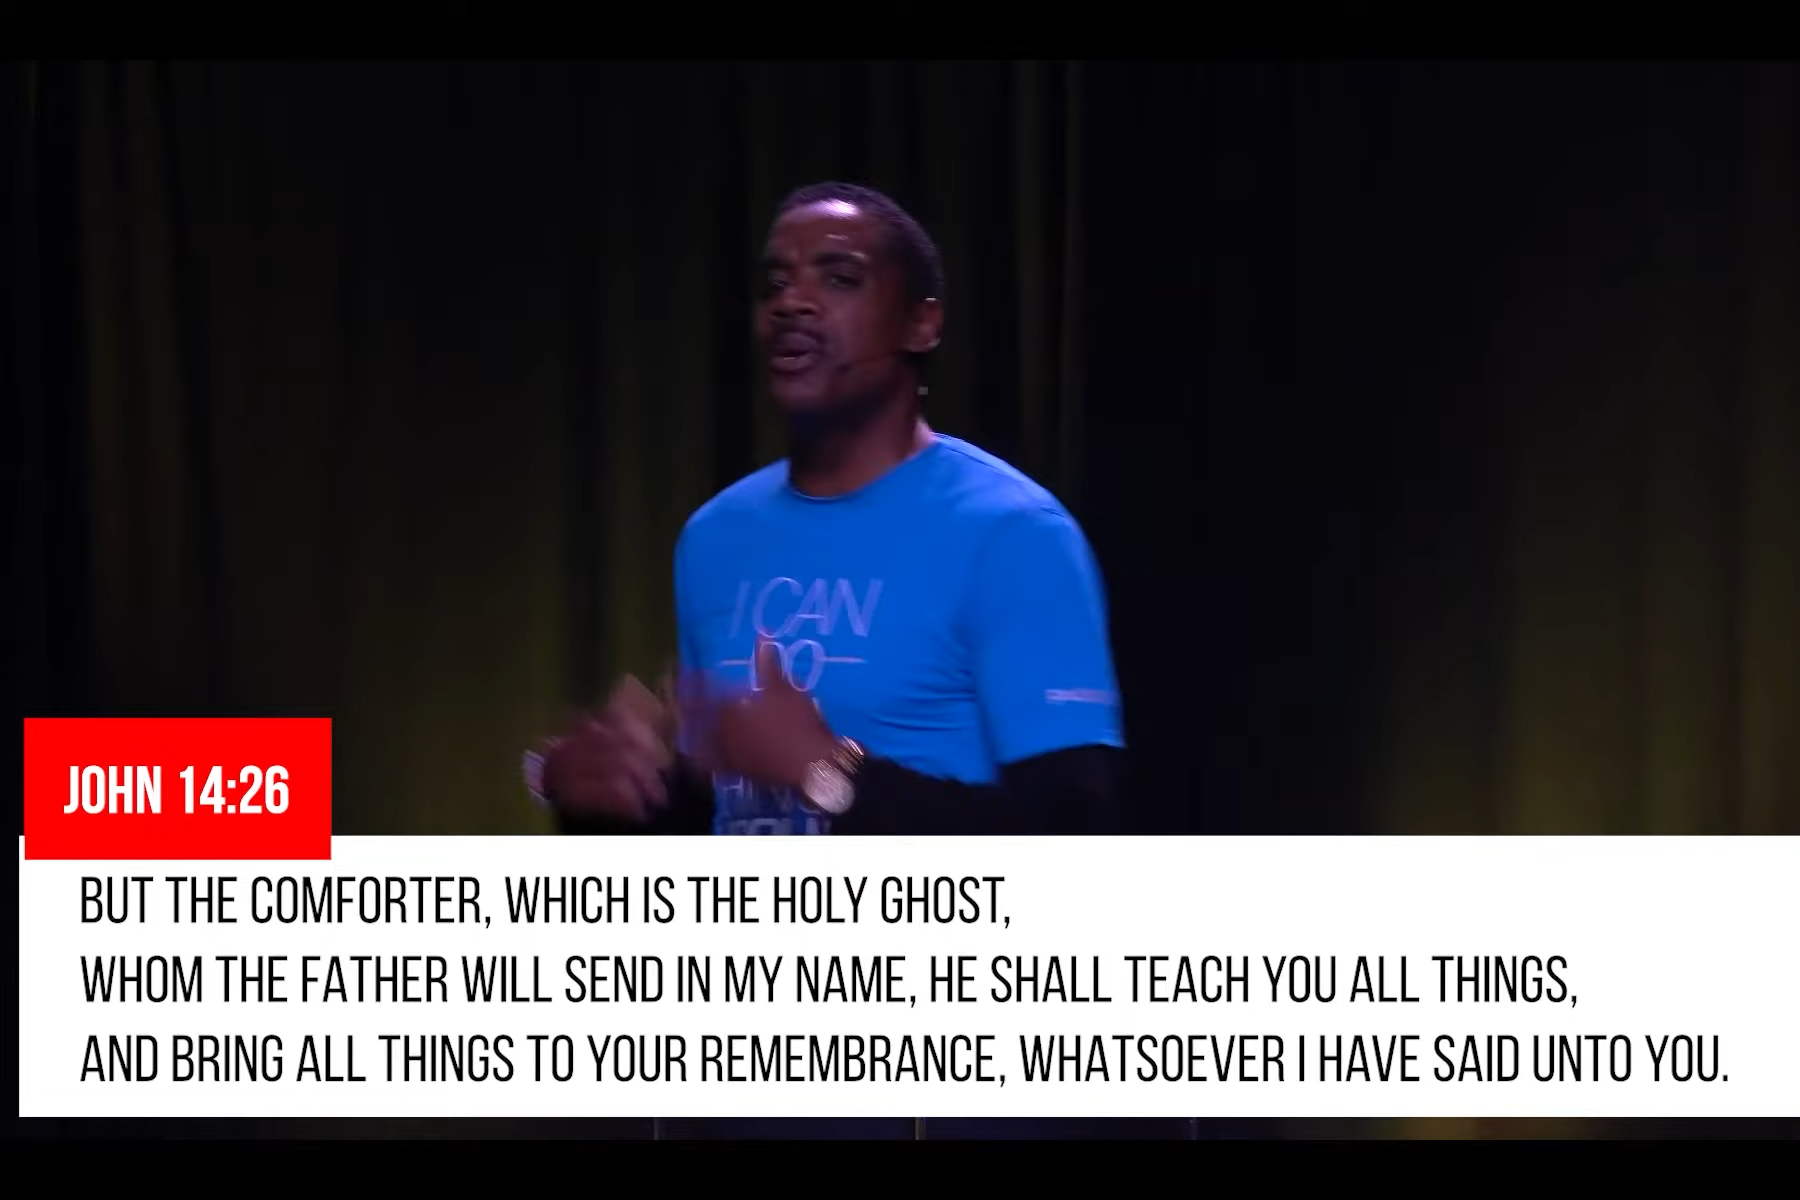 I CAN
DO
JOHN 14:26
BUT THE COMFORTER, WHICH IS THE HOLY GHOST,
WHOM THE FATHER WILL SEND IN MY NAME, HE SHALL TEACH YOU ALL THINGS,
AND BRING ALL THINGS TO YOUR REMEMBRANCE, WHATSOEVER I HAVE SAID UNTO YOU.